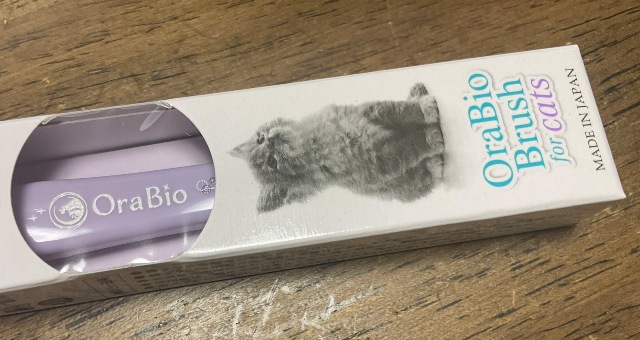 OraBio
OraBio
Brush
for cats
MADE IN JAPAN